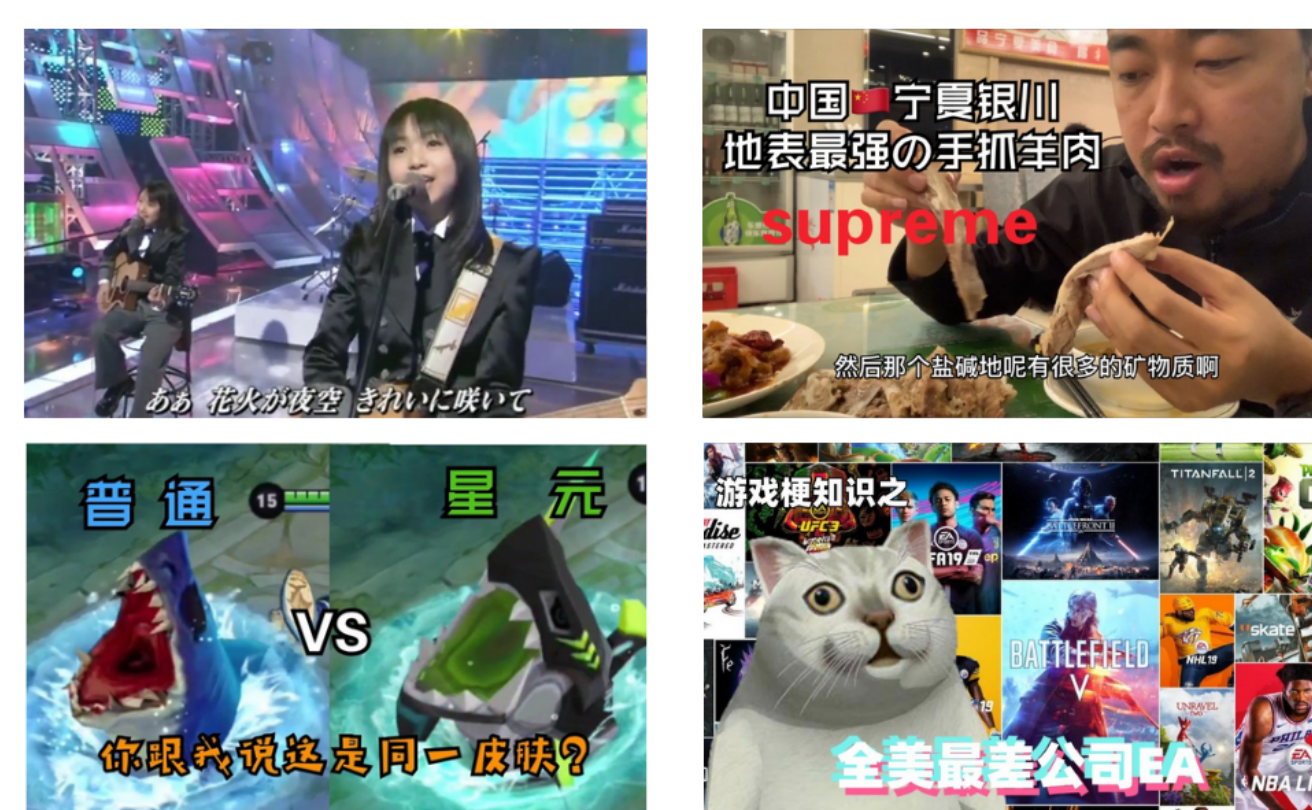 あぁ 花火が夜空 きれいに咲いて
中国🇨🇳宁夏银川
地表最强の手抓羊肉
supreme
然后那个盐碱地呢有很多的矿物质啊
普通
15
星元
VS
你跟我说这是同一皮肤?
游戏梗知识之
TITANFALL 2
UFC 3
BATTLEFRONT II
FA19
BATTLEFIELD
V
NHL 19
skate
UNRAVEL
19
全美最差公司EA
NBA L